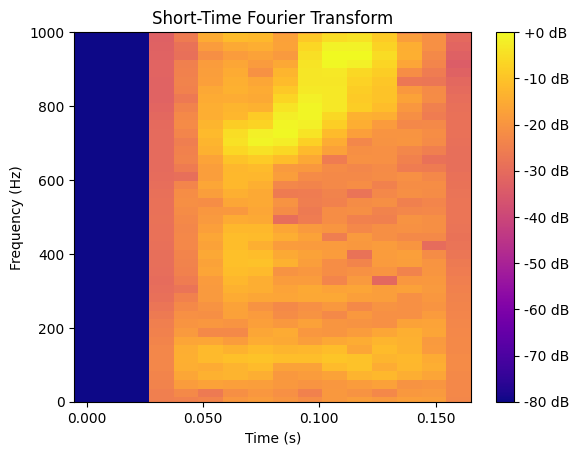 Short-Time Fourier Transform
1000
800
600
400
200
0
Frequency (Hz)
0.000
0.050
0.100
0.150
Time (s)
+0 dB
-10 dB
-20 dB
-30 dB
-40 dB
-50 dB
-60 dB
-70 dB
-80 dB